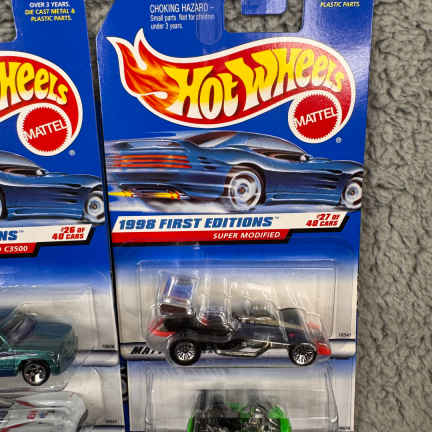 OVER 3 YEARS.
DIE CAST METAL &
PLASTIC PARTS.
Wheels
MATTEL
®
#26 OF
40 CARS
NS™
C3500
CHOKING HAZARD –
Small parts. Not for children
under 3 years.
PLASTIC PARTS.
Hot Wheels
MATTEL
®
1998 FIRST EDITIONS™
#27 OF
40 CARS
SUPER MODIFIED